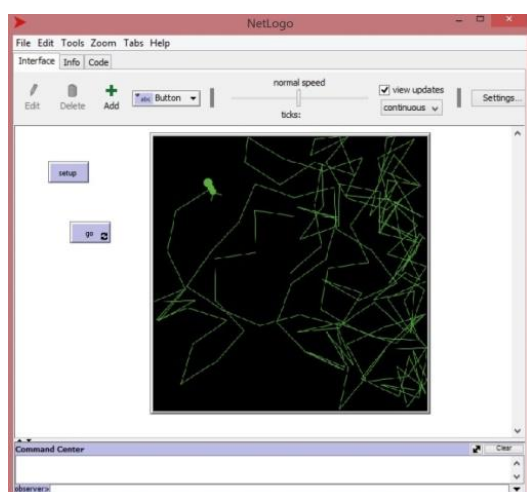 NetLogo
File Edit Tools Zoom Tabs Help
Interface Info Code
Edit Delete Add abc Button normal speed ticks: view updates continuous Settings...
setup
go
Command Center Clear
observer>